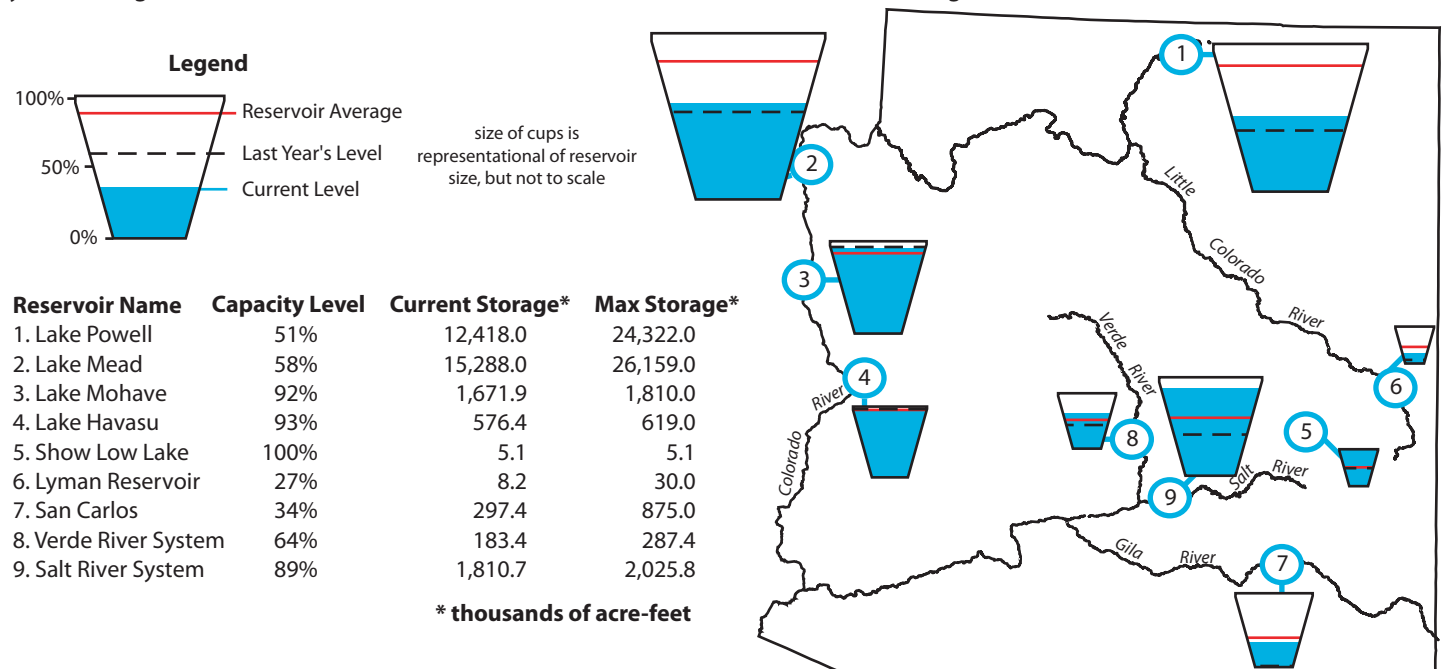 Legend
100%
50%
0%
Reservoir Average
Last Year's Level
Current Level
size of cups is
representational of reservoir
size, but not to scale
Reservoir Name Capacity Level Current Storage* Max Storage*
1. Lake Powell 51% 12,418.0 24,322.0
2. Lake Mead 58% 15,288.0 26,159.0
3. Lake Mohave 92% 1,671.9 1,810.0
4. Lake Havasu 93% 576.4 619.0
5. Show Low Lake 100% 5.1 5.1
6. Lyman Reservoir 27% 8.2 30.0
7. San Carlos 34% 297.4 875.0
8. Verde River System 64% 183.4 287.4
9. Salt River System 89% 1,810.7 2,025.8
* thousands of acre-feet
1
2
3
4
5
6
7
8
9
Little
Colorado
River
Verde
River
Colorado
River
Salt
River
Gila
River